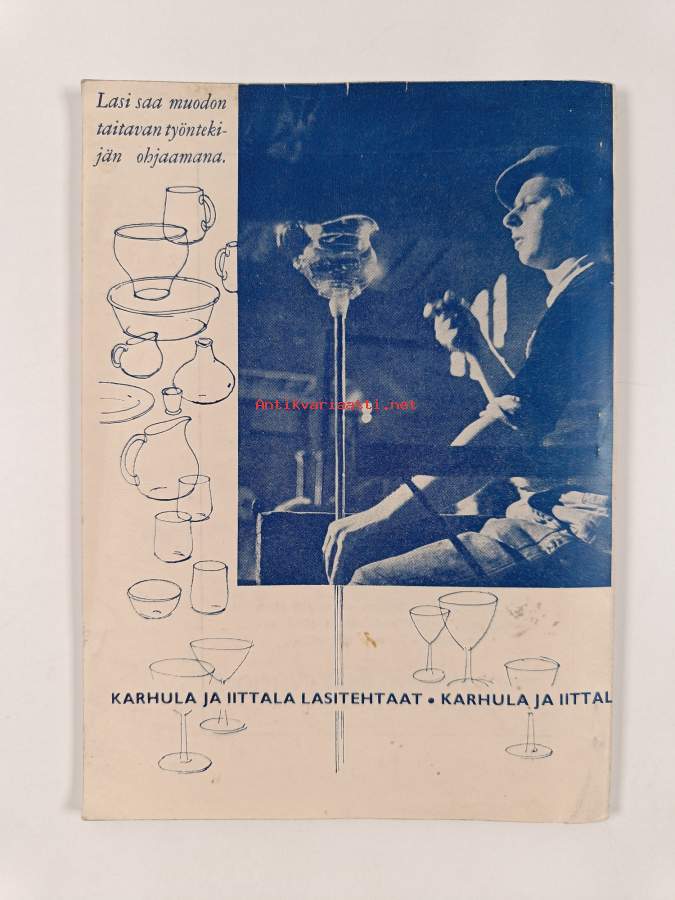 Lasi saa muodon
taitavan työnteki-
jän ohjaamana.
Antikvariaatti.net
KARHULA JA IITTALA LASITEHTAAT • KARHULA JA IITTAL